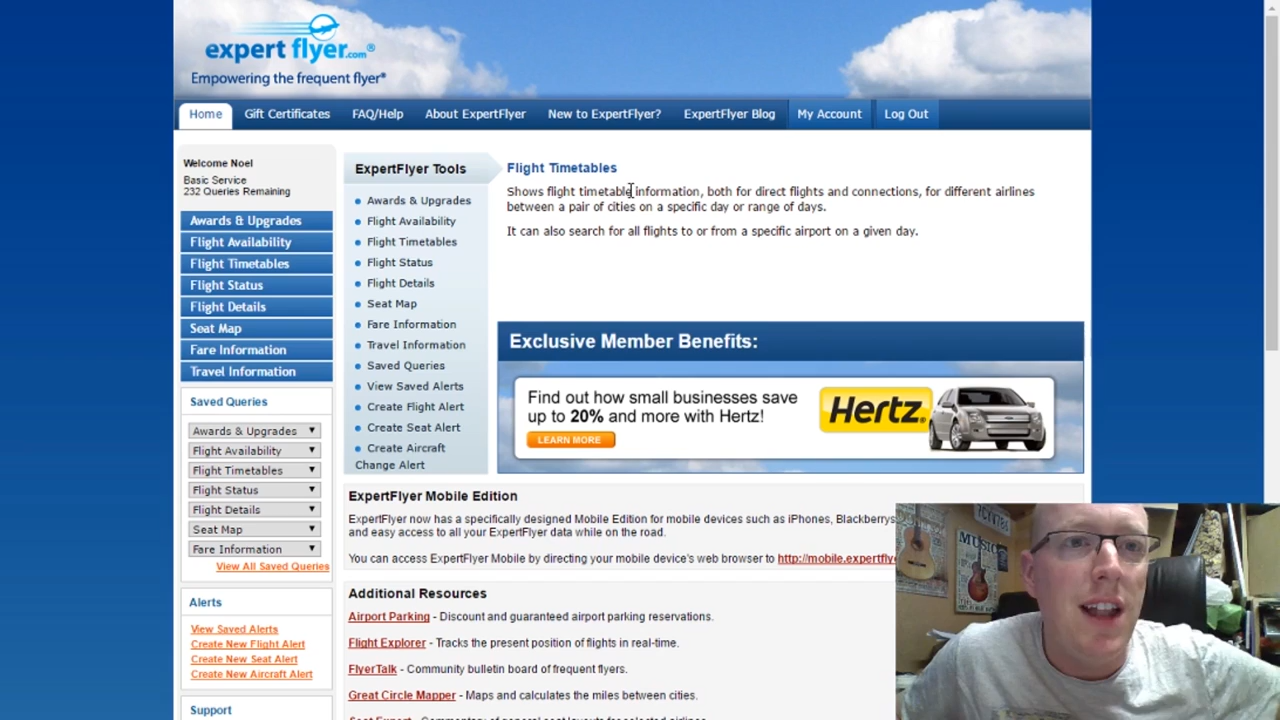 expert flyer.com®
Empowering the frequent flyer®
Home
Gift Certificates
FAQ/Help
About ExpertFlyer
New to ExpertFlyer?
ExpertFlyer Blog
My Account
Log Out
Welcome Noel
Basic Service
232 Queries Remaining
Awards & Upgrades
Flight Availability
Flight Timetables
Flight Status
Flight Details
Seat Map
Fare Information
Travel Information
Saved Queries
Awards & Upgrades
Flight Availability
Flight Timetables
Flight Status
Flight Details
Seat Map
Fare Information
View All Saved Queries
Alerts
View Saved Alerts
Create New Flight Alert
Create New Seat Alert
Create New Aircraft Alert
Support
ExpertFlyer Tools
Awards & Upgrades
Flight Availability
Flight Timetables
Flight Status
Flight Details
Seat Map
Fare Information
Travel Information
Saved Queries
View Saved Alerts
Create Flight Alert
Create Seat Alert
Create Aircraft
Change Alert
Flight Timetables
Shows flight timetable information, both for direct flights and connections, for different airlines
between a pair of cities on a specific day or range of days.
It can also search for all flights to or from a specific airport on a given day.
Exclusive Member Benefits:
Find out how small businesses save
up to 20% and more with Hertz!
LEARN MORE
Hertz
ExpertFlyer Mobile Edition
ExpertFlyer now has a specifically designed Mobile Edition for mobile devices such as iPhones, Blackberrys
and easy access to all your ExpertFlyer data while on the road.
You can access ExpertFlyer Mobile by directing your mobile device's web browser to http://mobile.expertflye
Additional Resources
Airport Parking - Discount and guaranteed airport parking reservations.
Flight Explorer - Tracks the present position of flights in real-time.
FlyerTalk - Community bulletin board of frequent flyers.
Great Circle Mapper - Maps and calculates the miles between cities.
Seat Expert - Commentary of general seat layouts for selected airlines.
MUSIC